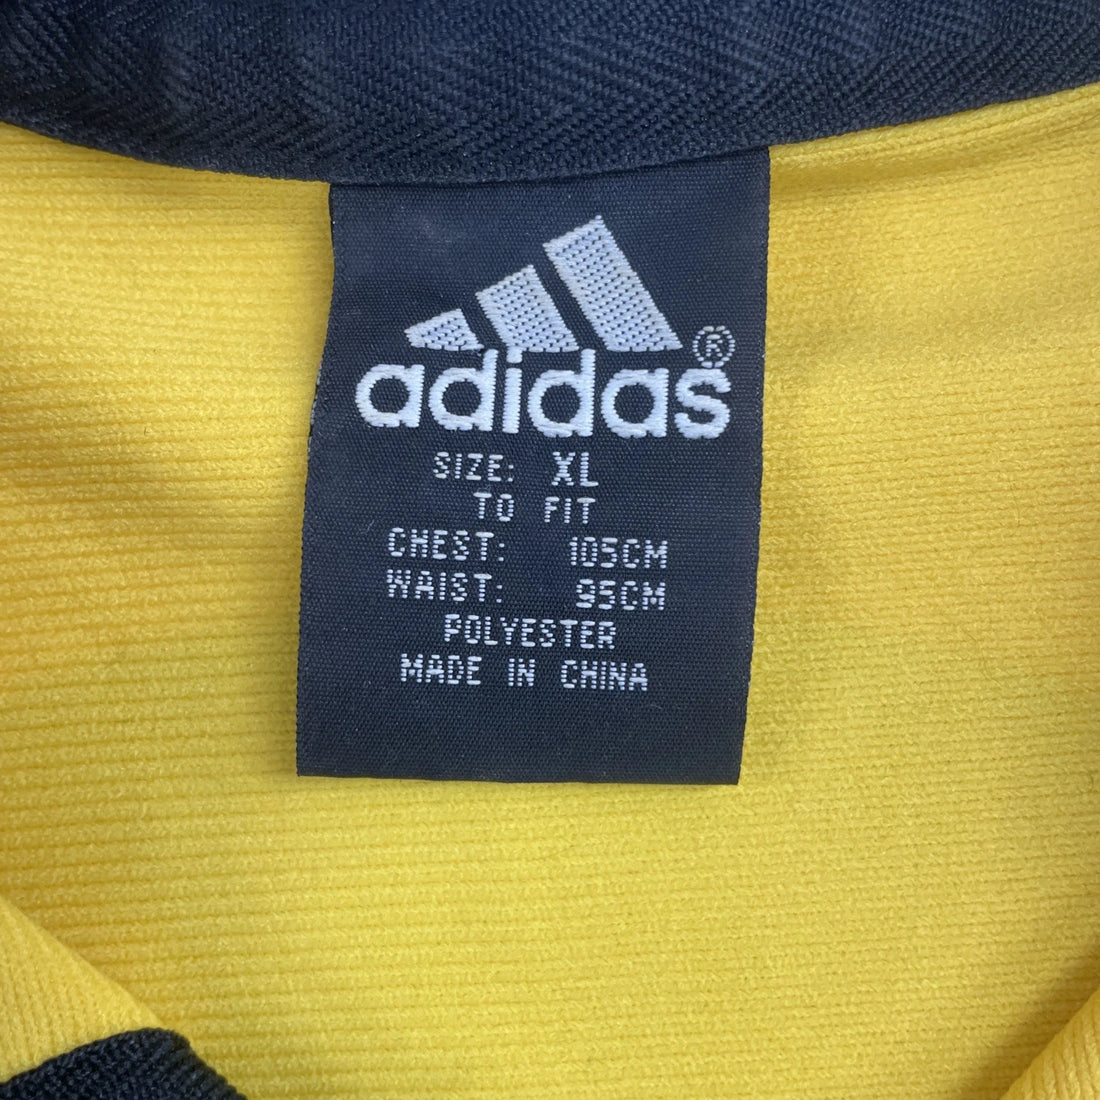 adidas®
SIZE: XL
TO FIT
CHEST: 105CM
WAIST: 95CM
POLYESTER
MADE IN CHINA